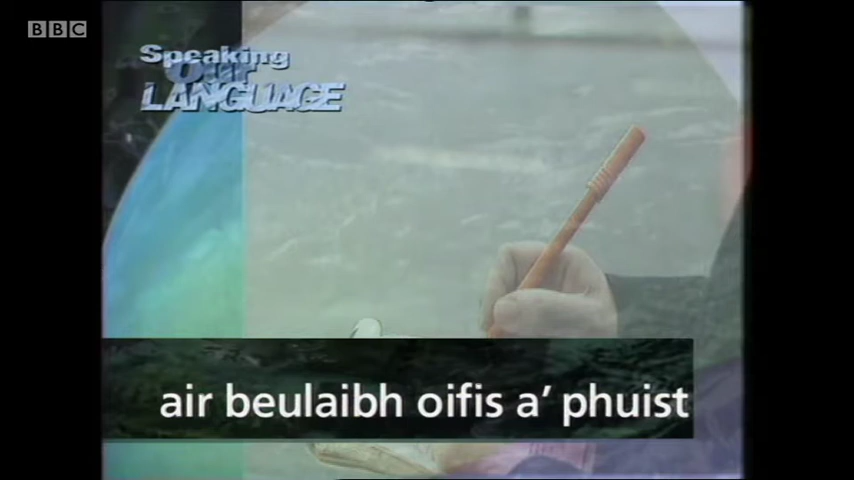 BBC
Speaking
Our
LANGUAGE
air beulaibh oifis a' phuist